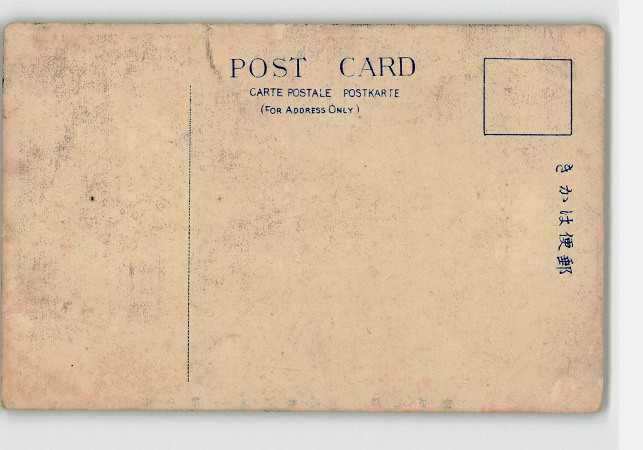 POST CARD
CARTE POSTALE POSTKARTE
(FOR ADDRESS ONLY)
きかは便郵